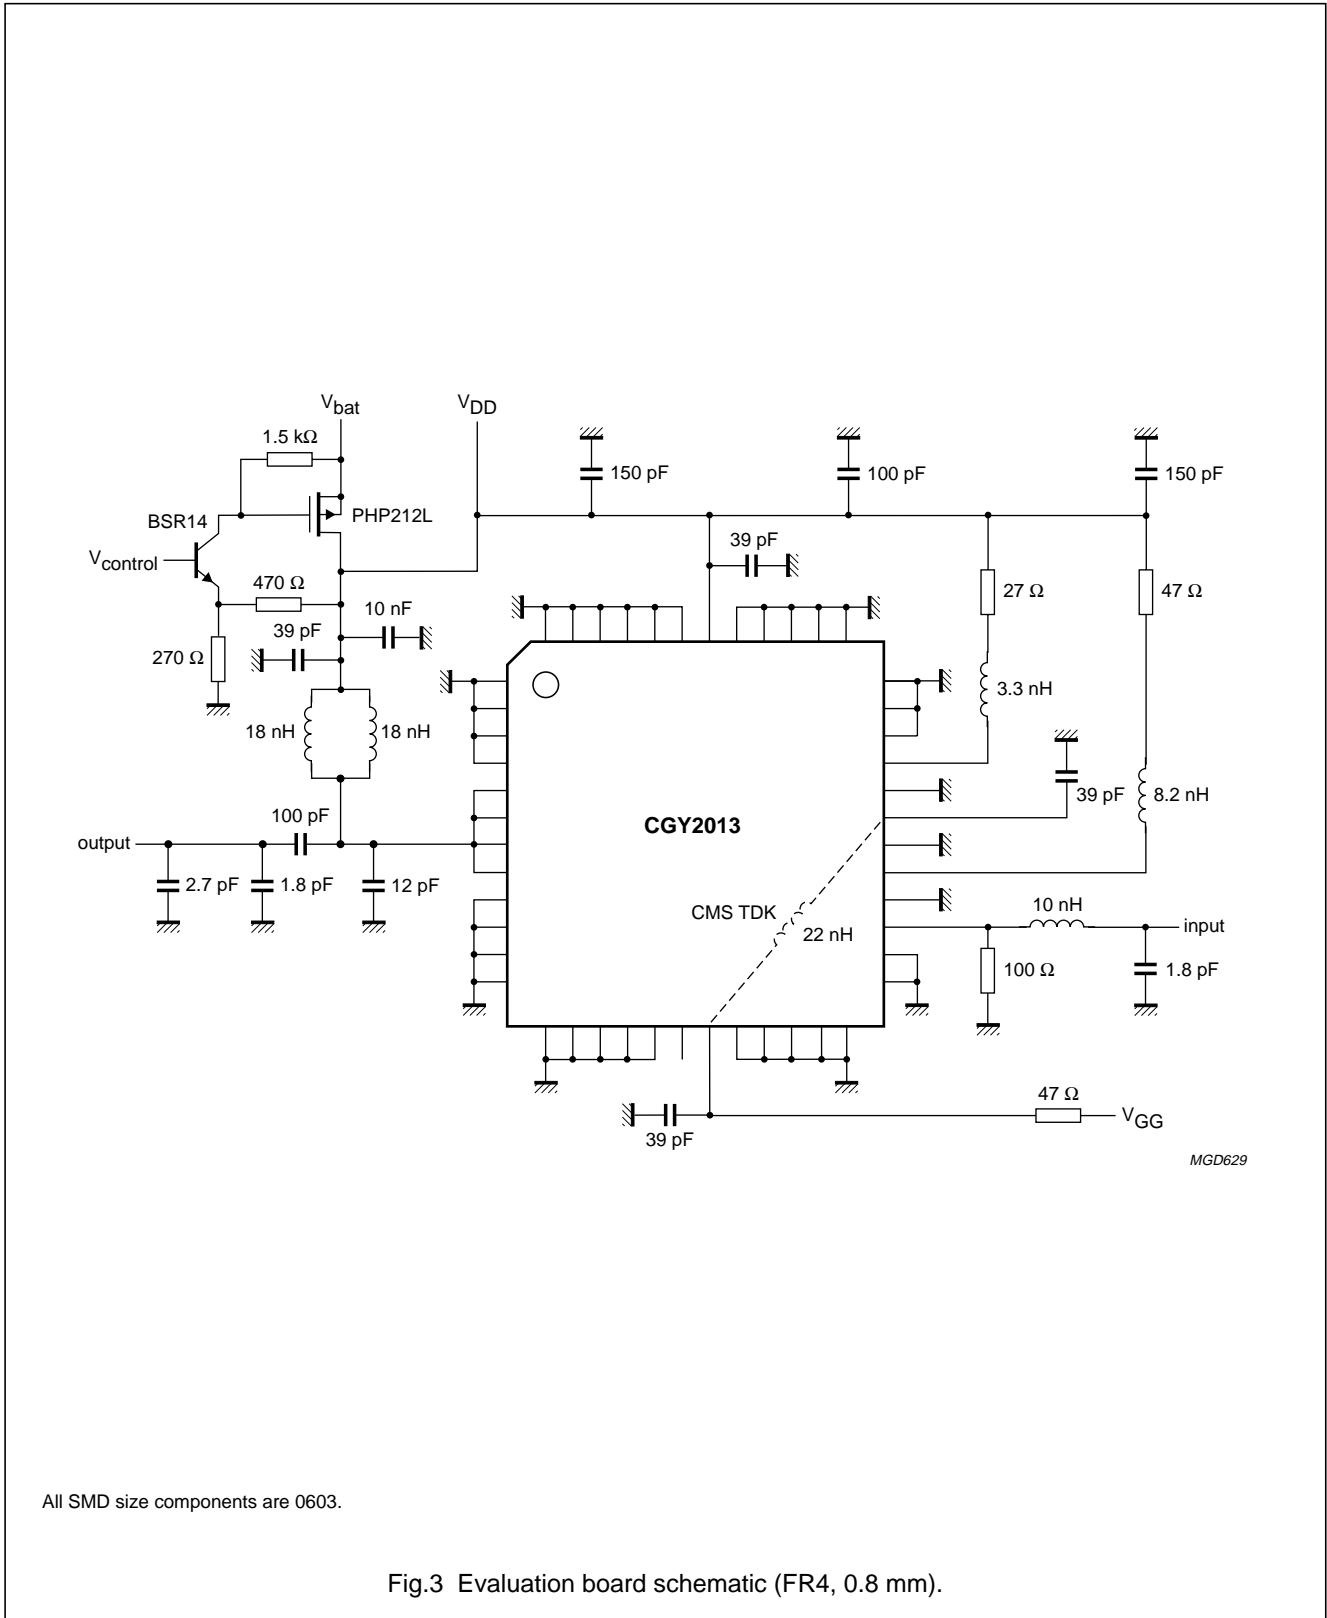 Vbat
VDD
1.5 kΩ
150 pF
100 pF
150 pF
BSR14
PHP212L
39 pF
Vcontrol
470 Ω
10 nF
27 Ω
47 Ω
39 pF
270 Ω
3.3 nH
18 nH
18 nH
39 pF
8.2 nH
100 pF
CGY2013
output
2.7 pF
1.8 pF
12 pF
CMS TDK
22 nH
10 nH
input
100 Ω
1.8 pF
47 Ω
VGG
39 pF
MGD629
All SMD size components are 0603.
Fig.3 Evaluation board schematic (FR4, 0.8 mm).